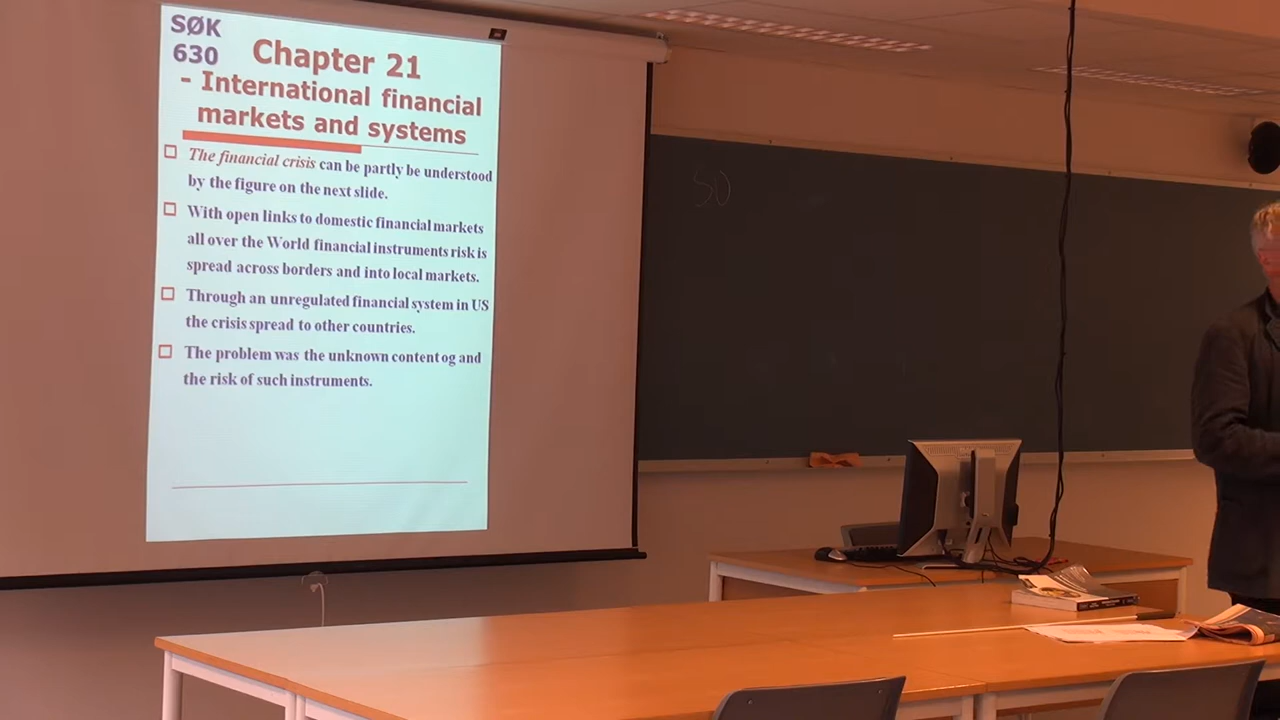 SØK
630
Chapter 21
- International financial
markets and systems
The financial crisis can be partly be understood
by the figure on the next slide.
With open links to domestic financial markets
all over the World financial instruments risk is
spread across borders and into local markets.
Through an unregulated financial system in US
the crisis spread to other countries.
The problem was the unknown content og and
the risk of such instruments.